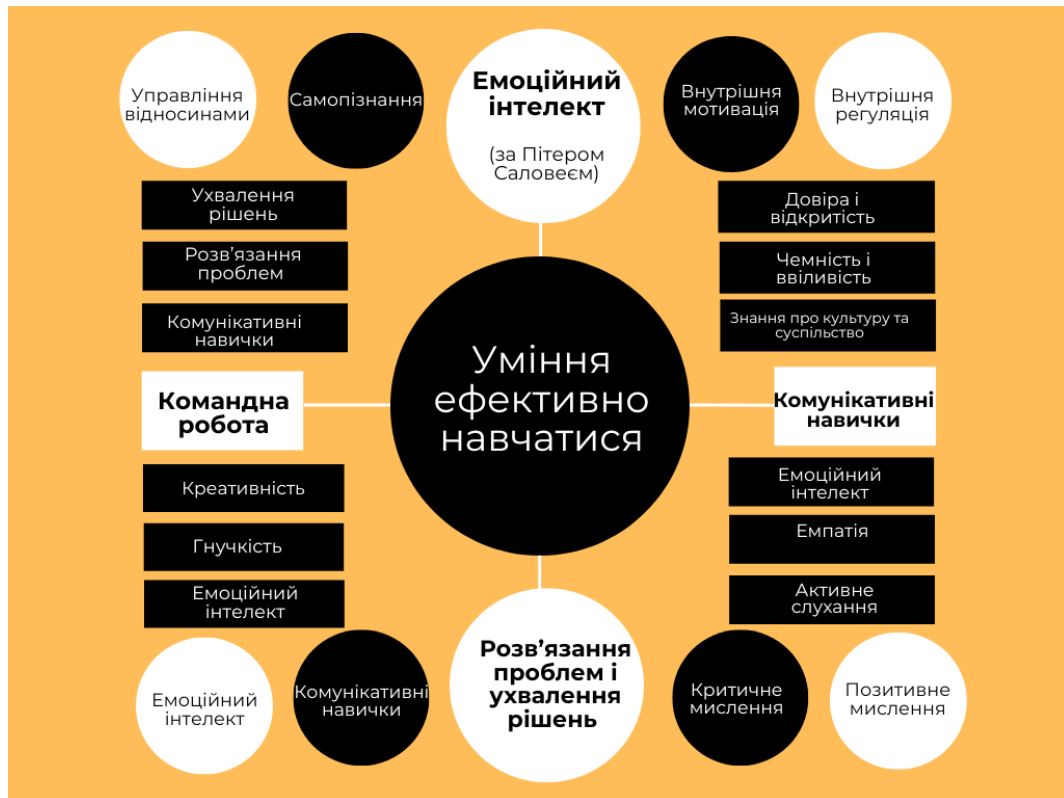 Управління
відносинами
Самопізнання
Емоційний
інтелект
(за Пітером
Саловеєм)
Внутрішня
мотивація
Внутрішня
регуляція
Ухвалення
рішень
Розв’язання
проблем
Комунікативні
навички
Командна
робота
Креативність
Гнучкість
Емоційний
інтелект
Уміння
ефективно
навчатися
Довіра і
відкритість
Чемність і
ввіливість
Знання про культуру та
суспільство
Комунікативні
навички
Емоційний
інтелект
Емпатія
Активне
слухання
Емоційний
інтелект
Комунікативні
навички
Розв’язання
проблем і
ухвалення
рішень
Критичне
мислення
Позитивне
мислення